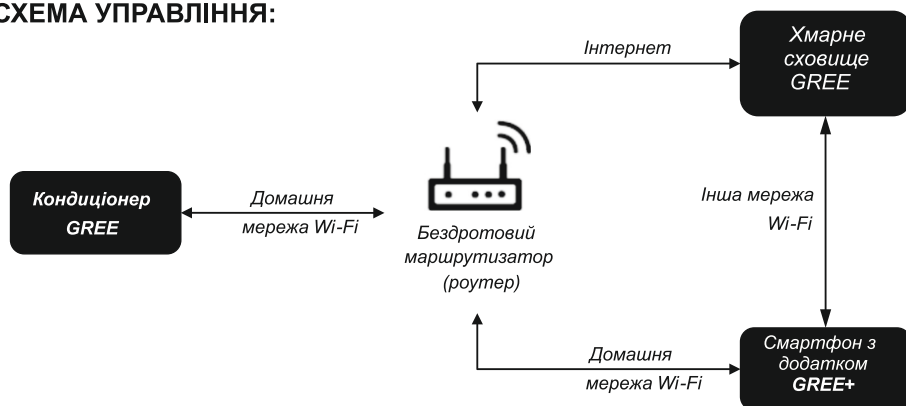 СХЕМА УПРАВЛІННЯ:
Інтернет
Хмарне
сховище
GREE
Кондиціонер
GREE
Домашня
мережа Wi-Fi
Бездротовий
маршрутизатор
(роутер)
Інша мережа
Wi-Fi
Домашня
мережа Wi-Fi
Смартфон з
додатком
GREE+